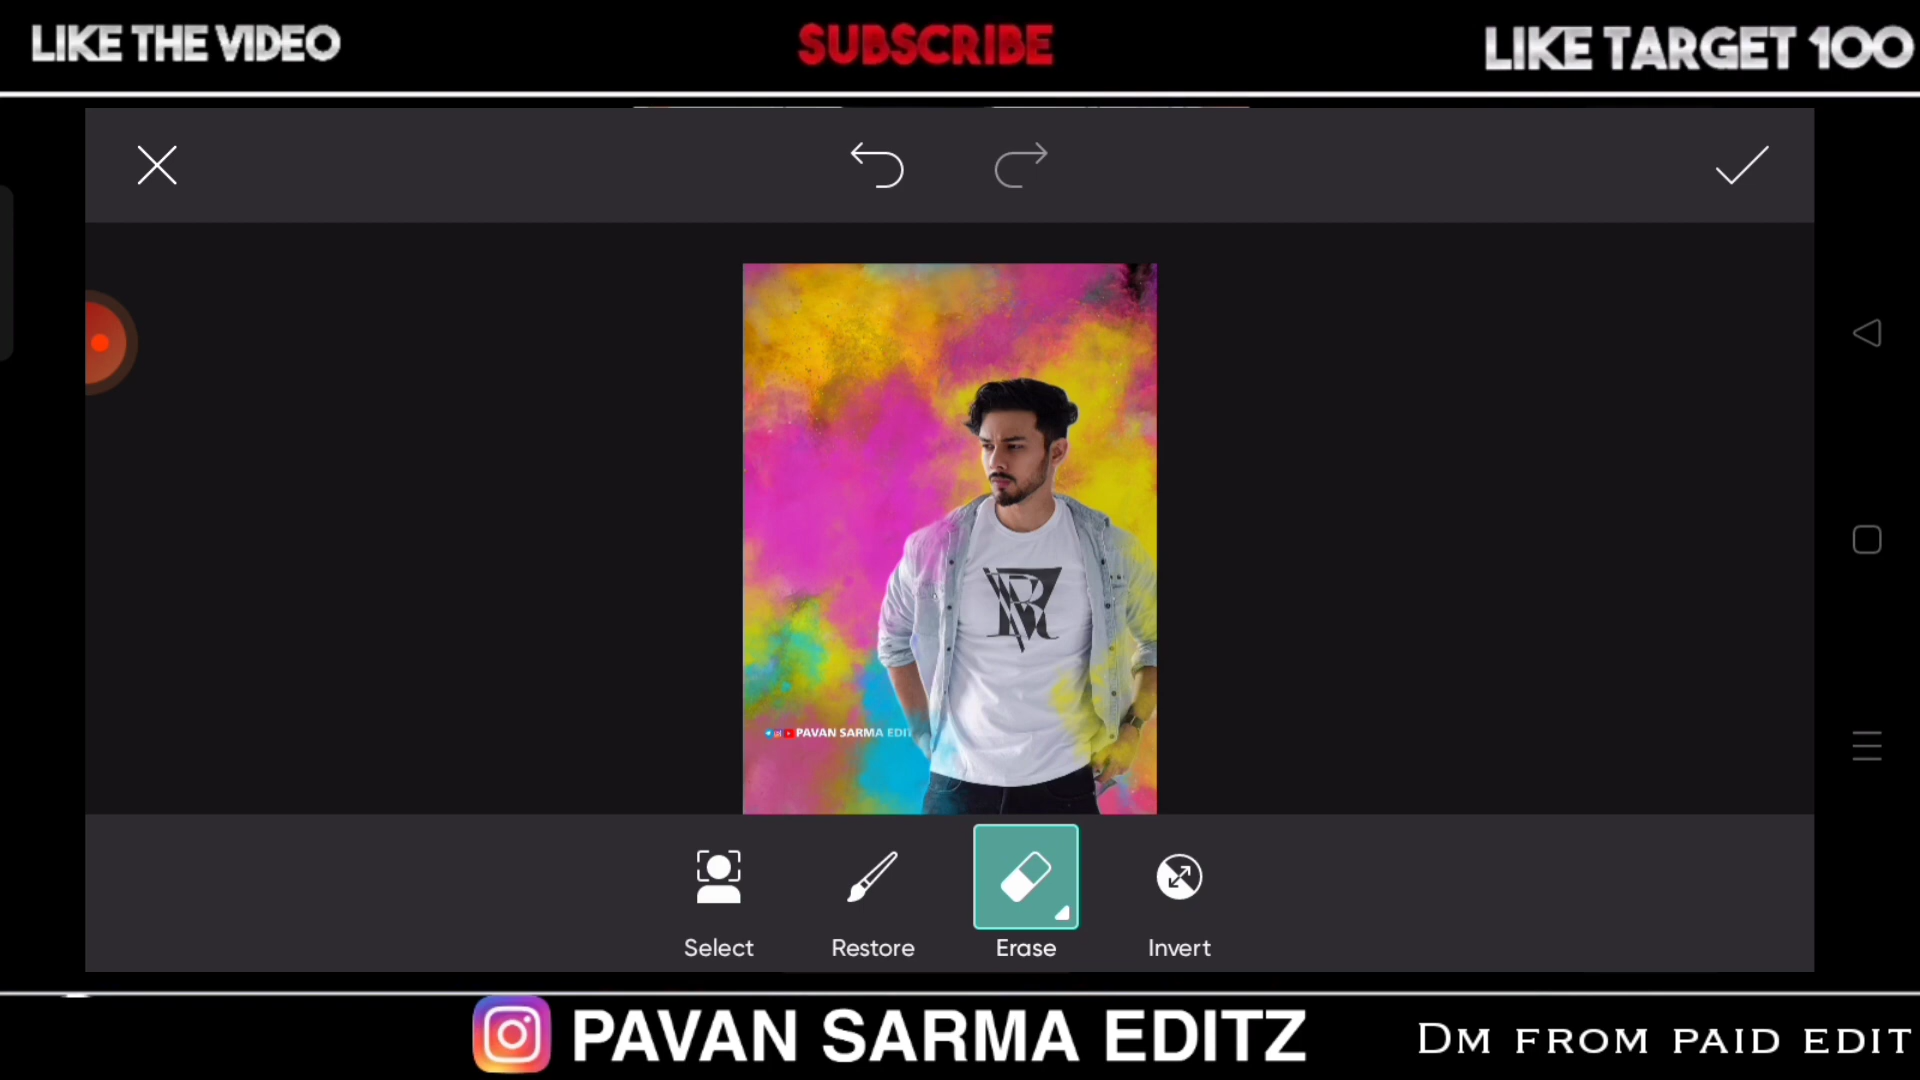 LIKE THE VIDEO
SUBSCRIBE
LIKE TARGET 100
PAVAN SARMA EDIT
Select
Restore
Erase
Invert
PAVAN SARMA EDITZ
DM FROM PAID EDIT